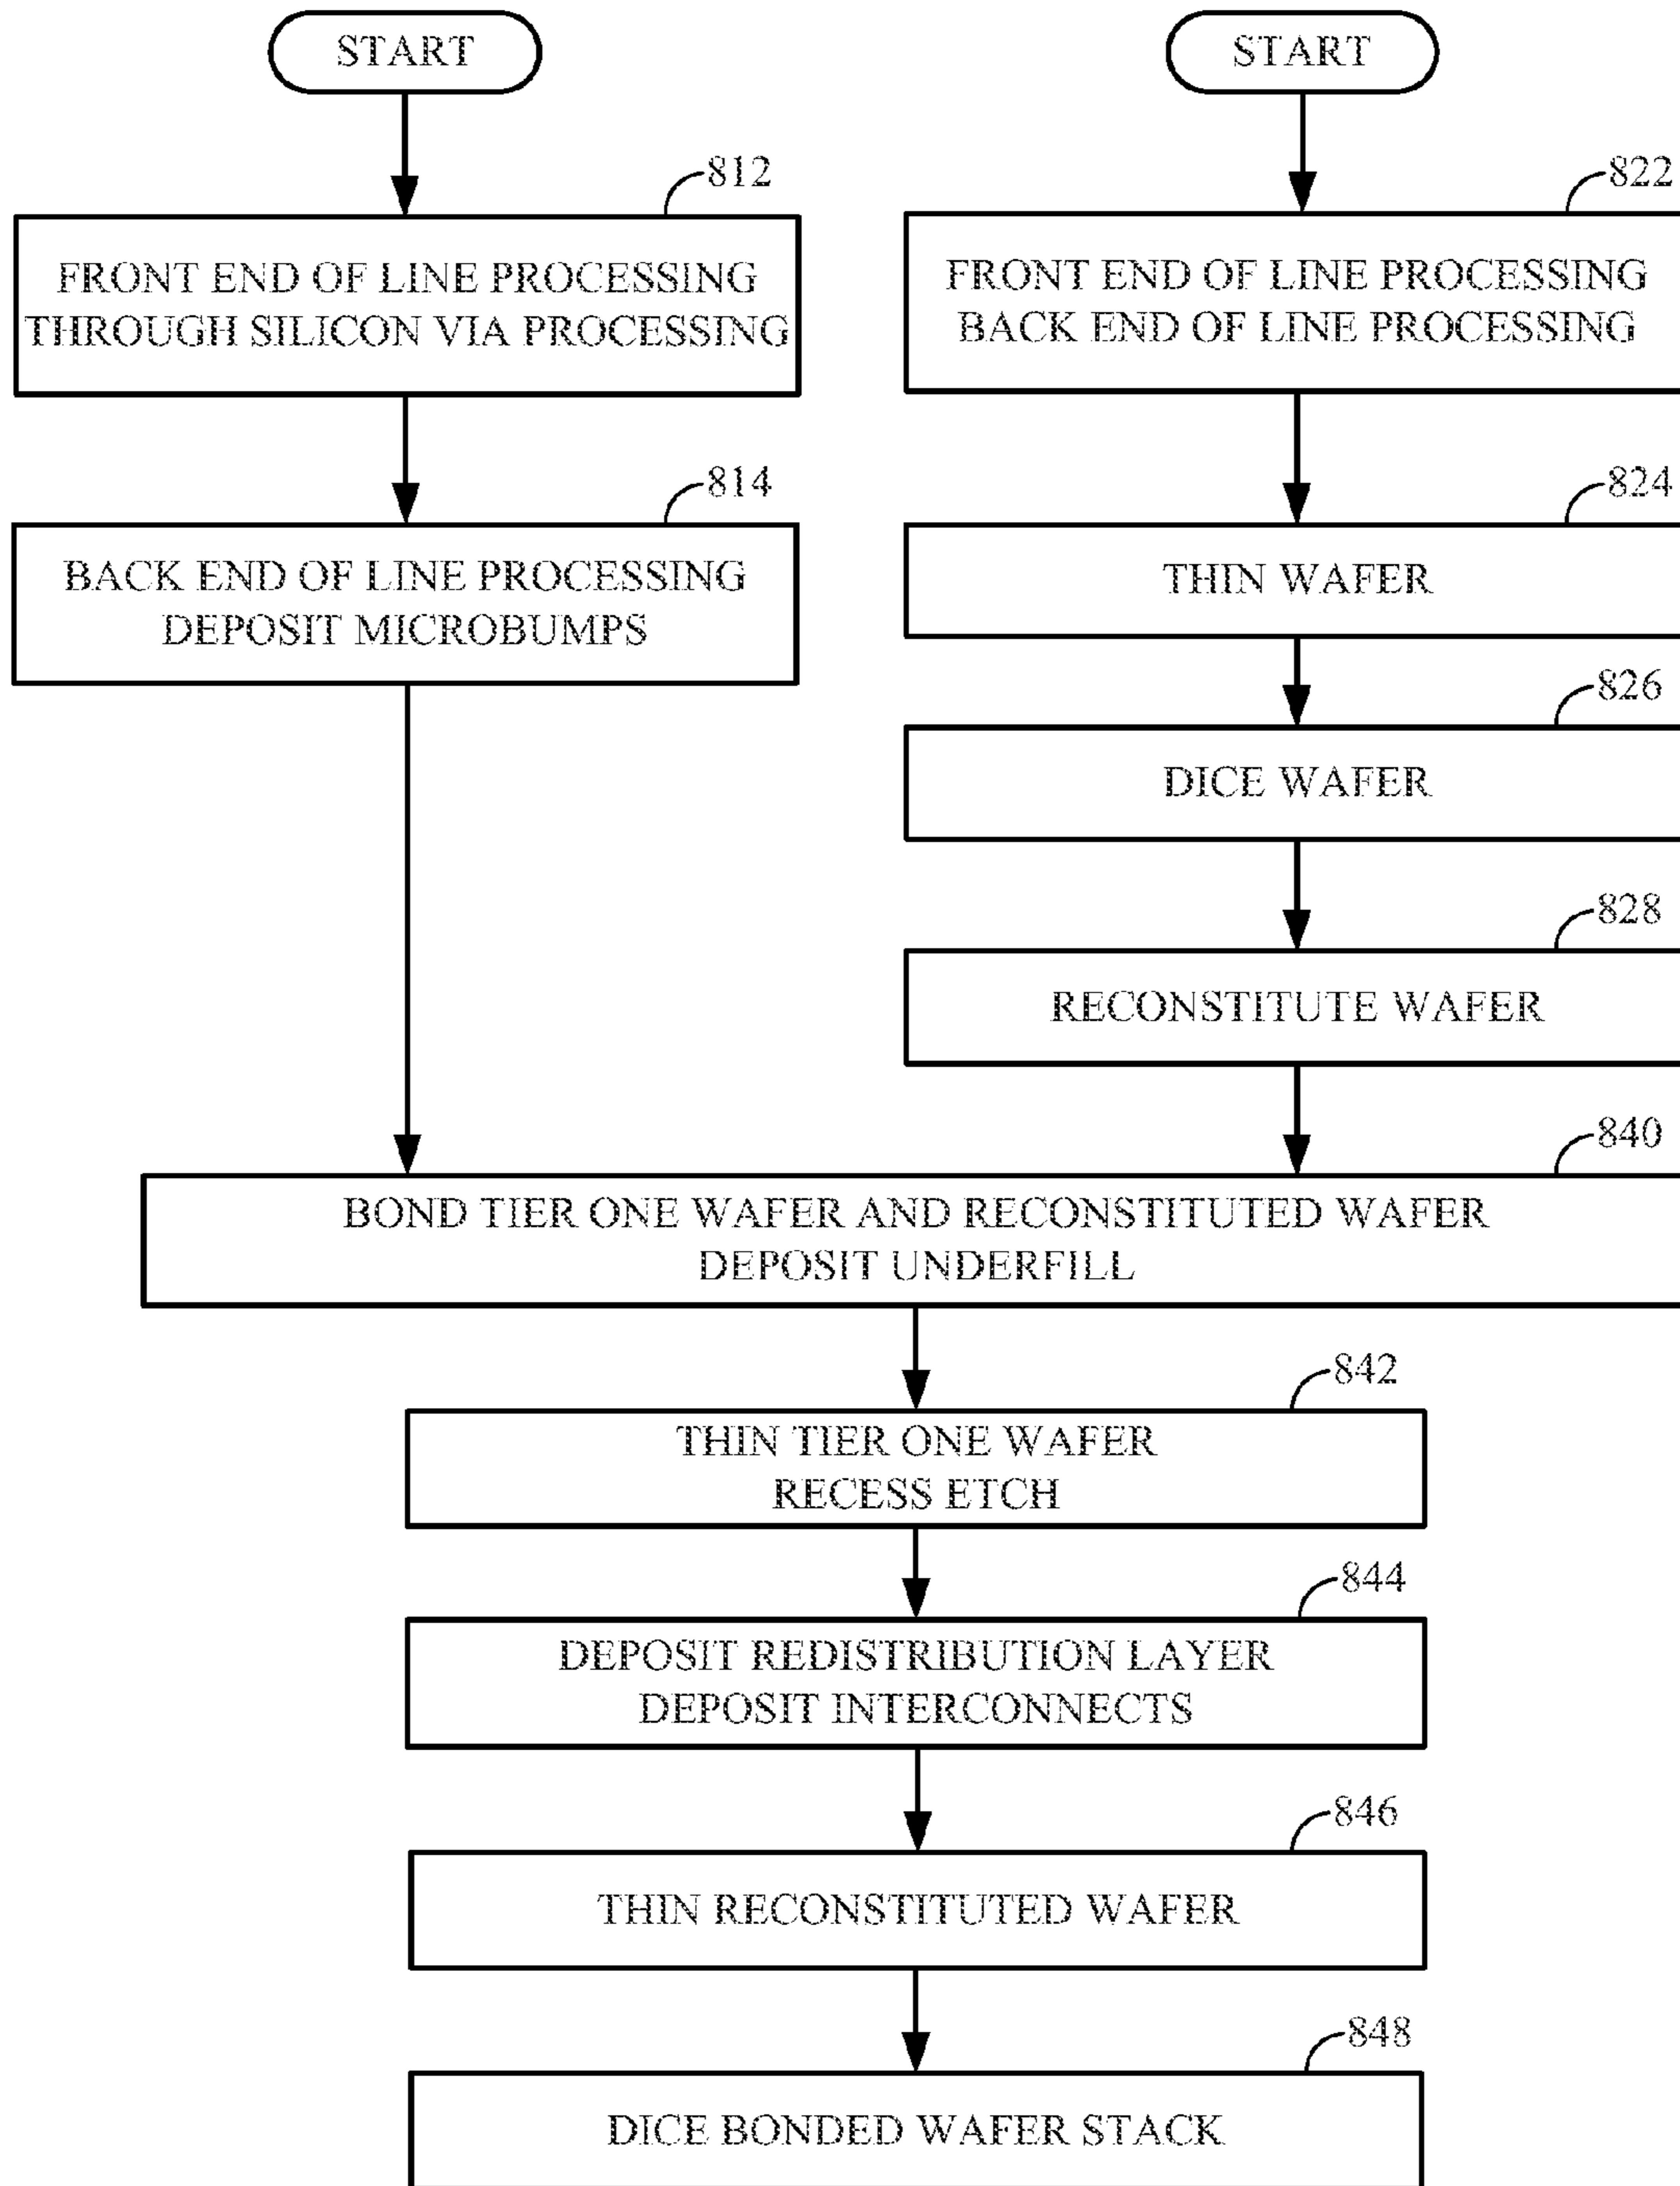 START
812
FRONT END OF LINE PROCESSING
THROUGH SILICON VIA PROCESSING
814
BACK END OF LINE PROCESSING
DEPOSIT MICROBUMPS
START
822
FRONT END OF LINE PROCESSING
BACK END OF LINE PROCESSING
824
THIN WAFER
826
DICE WAFER
828
RECONSTITUTE WAFER
840
BOND TIER ONE WAFER AND RECONSTITUTED WAFER
DEPOSIT UNDERFILL
842
THIN TIER ONE WAFER
RECESS ETCH
844
DEPOSIT REDISTRIBUTION LAYER
DEPOSIT INTERCONNECTS
846
THIN RECONSTITUTED WAFER
848
DICE BONDED WAFER STACK